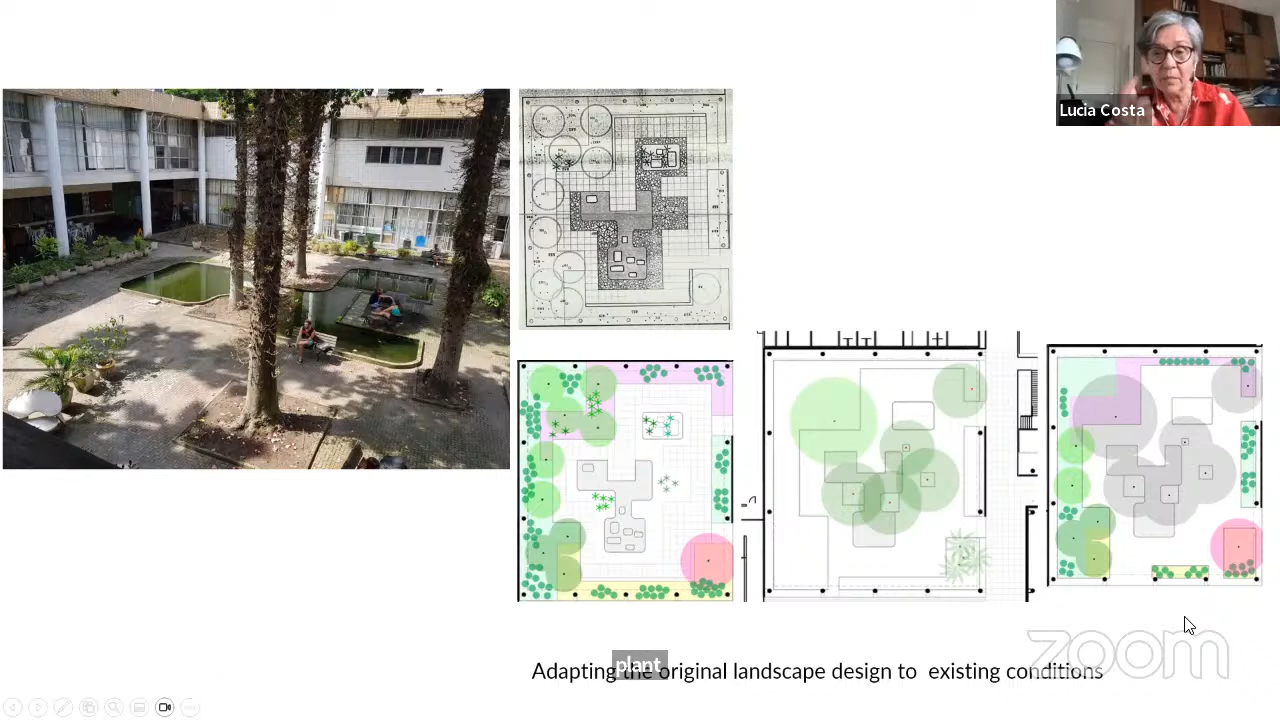 Lucia Costa
zoom
plant
Adapting the original landscape design to existing conditions